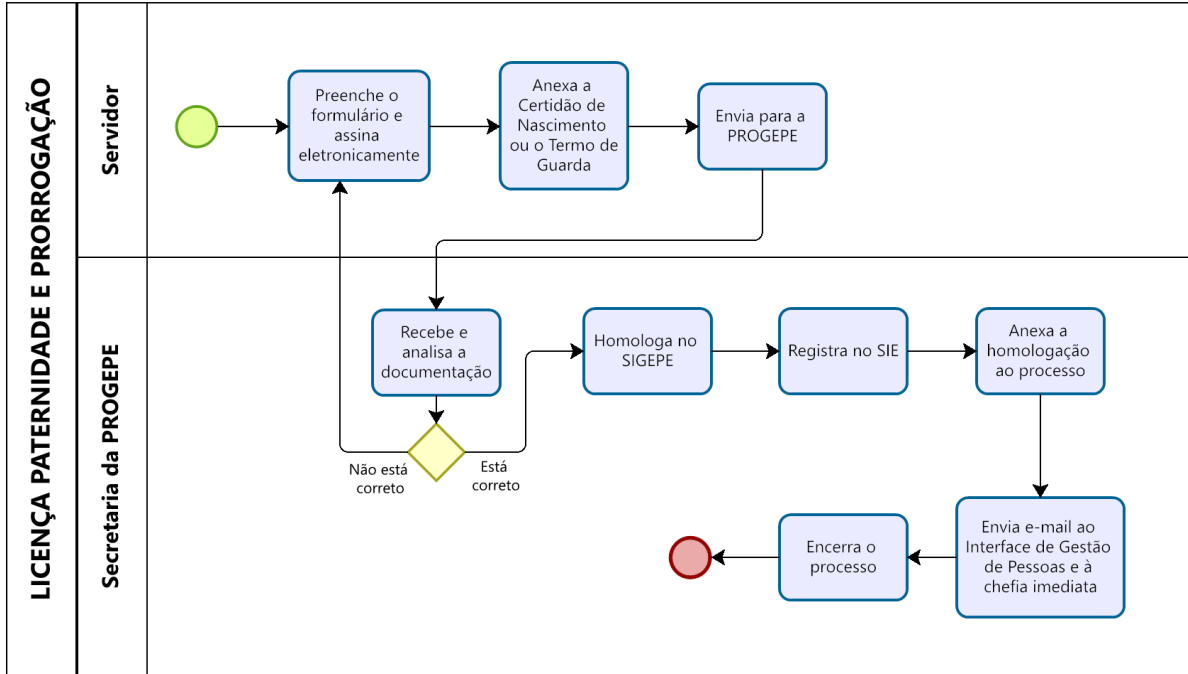 LICENÇA PATERNIDADE E PRORROGAÇÃO
Servidor
Preenche o
formulário e
assina
eletronicamente
Anexa a
Certidão de
Nascimento
ou o Termo de
Guarda
Envia para a
PROGEPE
Secretaria da PROGEPE
Recebe e
analisa a
documentação
Não está
correto
Está
correto
Homologa no
SIGEPE
Registra no SIE
Anexa a
homologação
ao processo
Envia e-mail ao
Interface de Gestão
de Pessoas e à
chefia imediata
Encerra o
processo